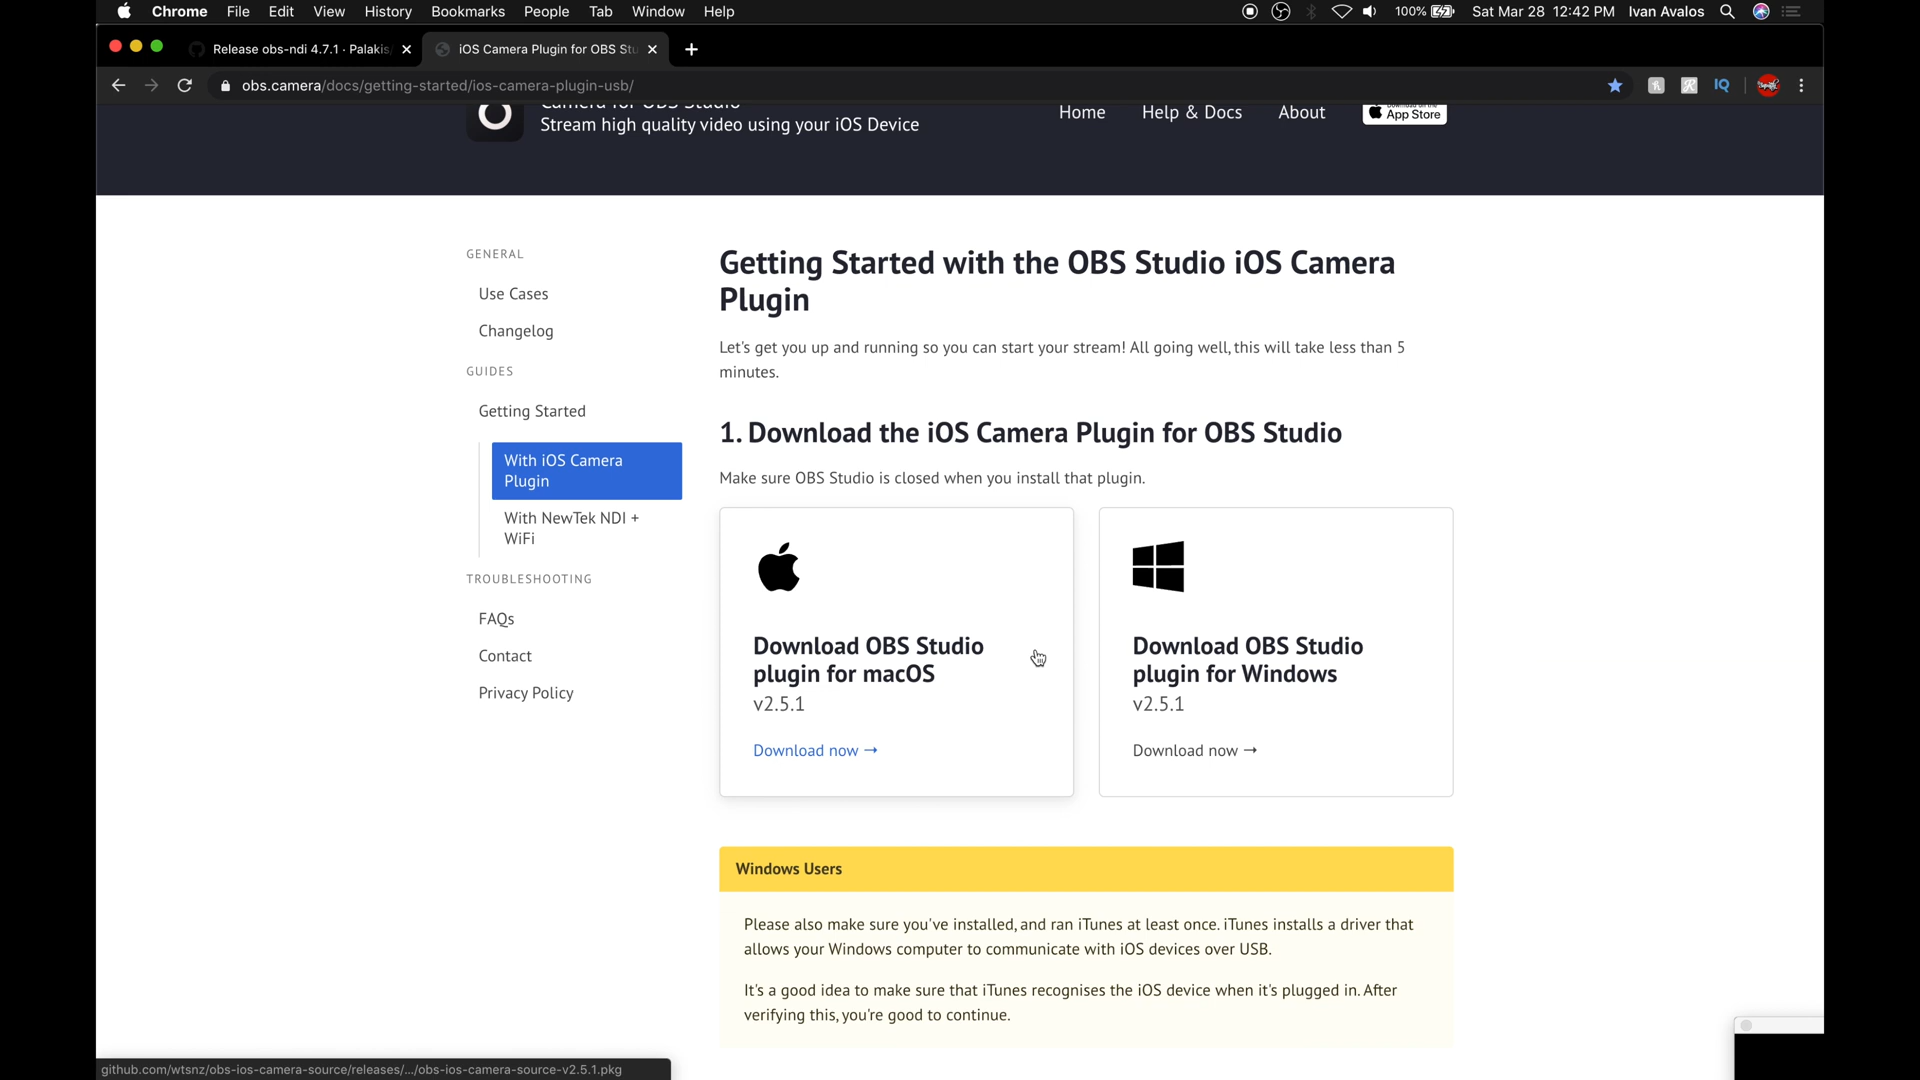 Chrome File Edit View History Bookmarks People Tab Window Help 100% Sat Mar 28 12:42 PM Ivan Avalos
Release obs-ndi 4.7.1 · Palakis iOS Camera Plugin for OBS Stu
obs.camera/docs/getting-started/ios-camera-plugin-usb/
Camera for OBS Studio
Stream high quality video using your iOS Device
Home Help & Docs About
App Store
GENERAL
Use Cases
Changelog
GUIDES
Getting Started
With iOS Camera
Plugin
With NewTek NDI +
WiFi
TROUBLESHOOTING
FAQs
Contact
Privacy Policy
Getting Started with the OBS Studio iOS Camera
Plugin
Let's get you up and running so you can start your stream! All going well, this will take less than 5
minutes.
1. Download the iOS Camera Plugin for OBS Studio
Make sure OBS Studio is closed when you install that plugin.
Download OBS Studio
plugin for macOS
v2.5.1
Download now →
Download OBS Studio
plugin for Windows
v2.5.1
Download now →
Windows Users
Please also make sure you've installed, and ran iTunes at least once. iTunes installs a driver that
allows your Windows computer to communicate with iOS devices over USB.
It's a good idea to make sure that iTunes recognises the iOS device when it's plugged in. After
verifying this, you're good to continue.
github.com/wtsnz/obs-ios-camera-source/releases/.../obs-ios-camera-source-v2.5.1.pkg